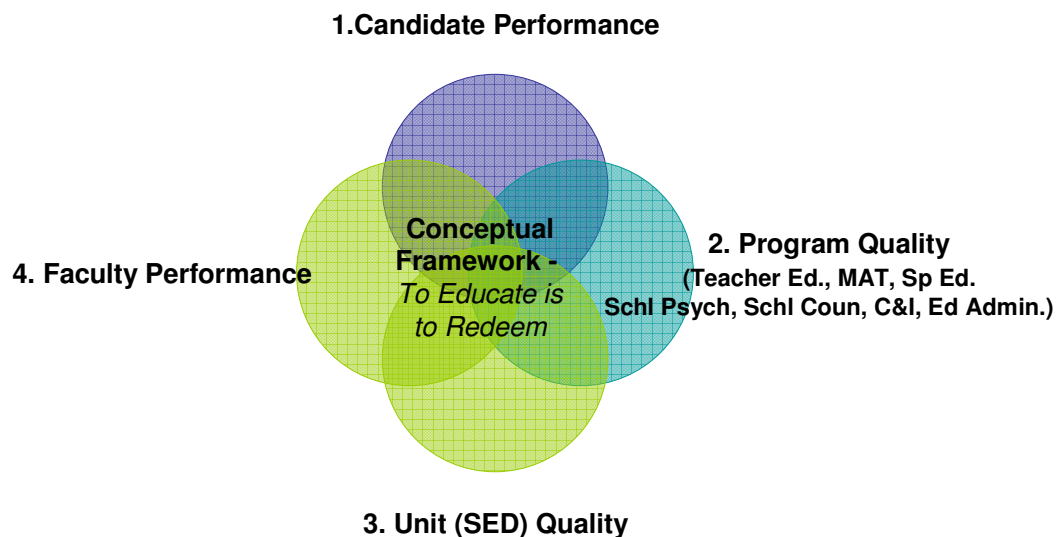 1.Candidate Performance
Conceptual
Framework -
To Educate is
to Redeem
2. Program Quality
(Teacher Ed., MAT, Sp Ed.
Schl Psych, Schl Coun, C&I, Ed Admin.)
4. Faculty Performance
3. Unit (SED) Quality